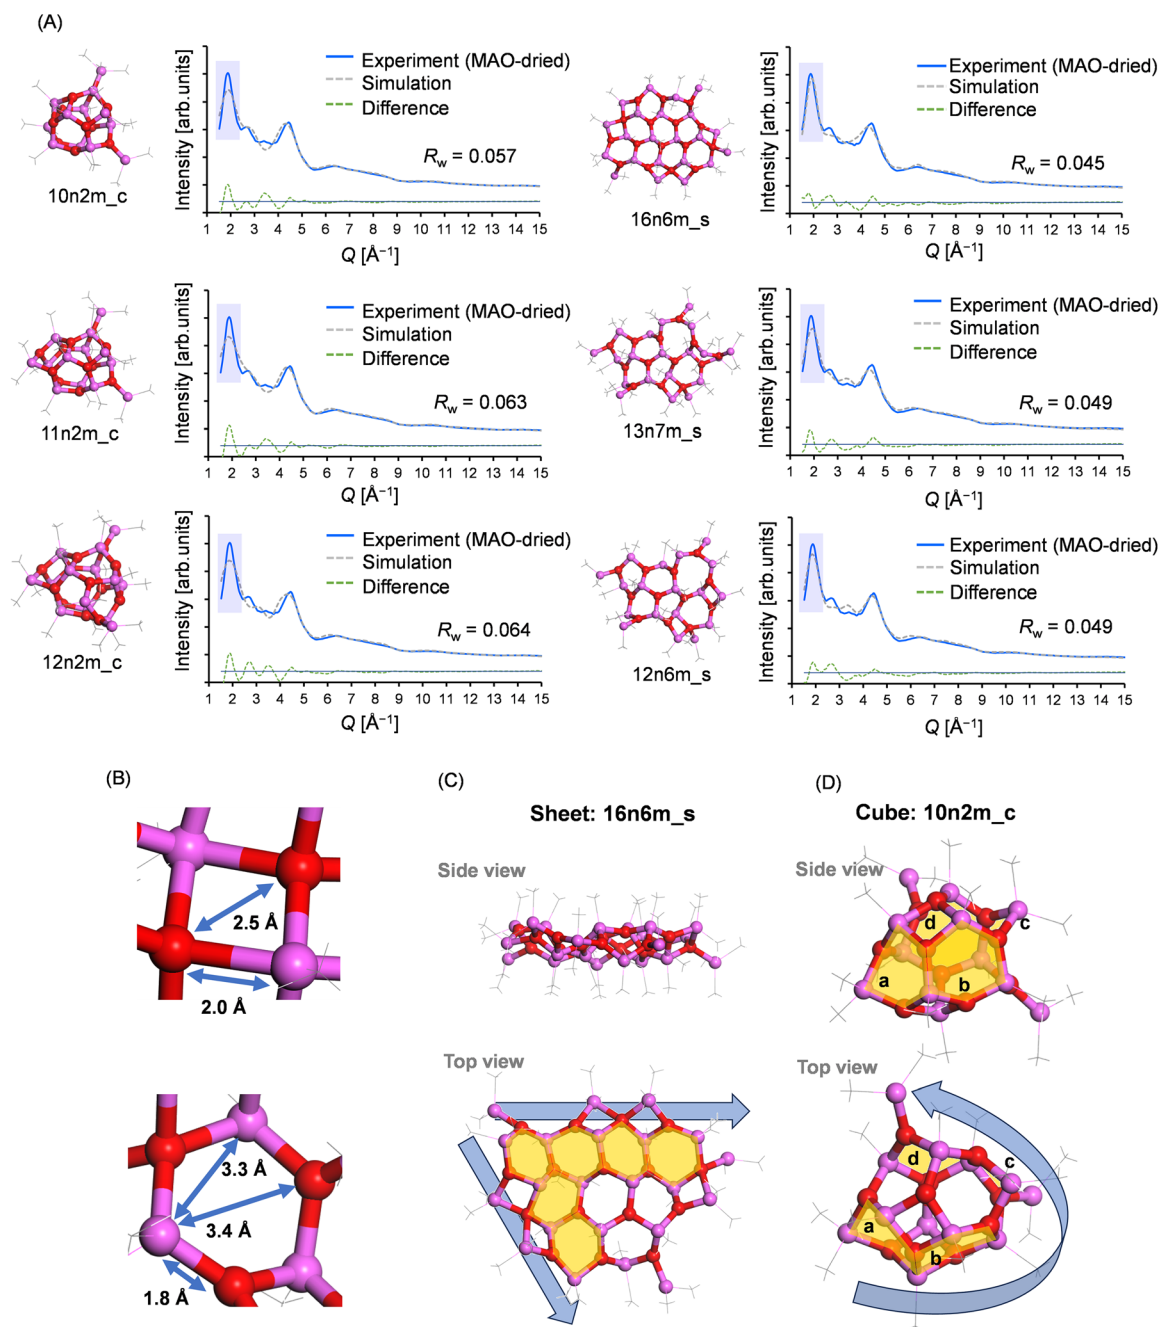 (A)
Intensity [arb.units]
Experiment (MAO-dried)
Simulation
Difference
Rw = 0.057
10n2m_c
1 2 3 4 5 6 7 8 9 10 11 12 13 14 15
Q [Å−1]
Intensity [arb.units]
Experiment (MAO-dried)
Simulation
Difference
Rw = 0.045
16n6m_s
1 2 3 4 5 6 7 8 9 10 11 12 13 14 15
Q [Å−1]
Intensity [arb.units]
Experiment (MAO-dried)
Simulation
Difference
Rw = 0.063
11n2m_c
1 2 3 4 5 6 7 8 9 10 11 12 13 14 15
Q [Å−1]
Intensity [arb.units]
Experiment (MAO-dried)
Simulation
Difference
Rw = 0.049
13n7m_s
1 2 3 4 5 6 7 8 9 10 11 12 13 14 15
Q [Å−1]
Intensity [arb.units]
Experiment (MAO-dried)
Simulation
Difference
Rw = 0.064
12n2m_c
1 2 3 4 5 6 7 8 9 10 11 12 13 14 15
Q [Å−1]
Intensity [arb.units]
Experiment (MAO-dried)
Simulation
Difference
Rw = 0.049
12n6m_s
1 2 3 4 5 6 7 8 9 10 11 12 13 14 15
Q [Å−1]
(B)
2.5 Å
2.0 Å
3.3 Å
3.4 Å
1.8 Å
(C)
Sheet: 16n6m_s
Side view
Top view
(D)
Cube: 10n2m_c
Side view
d
c
a
b
Top view
d
c
a
b